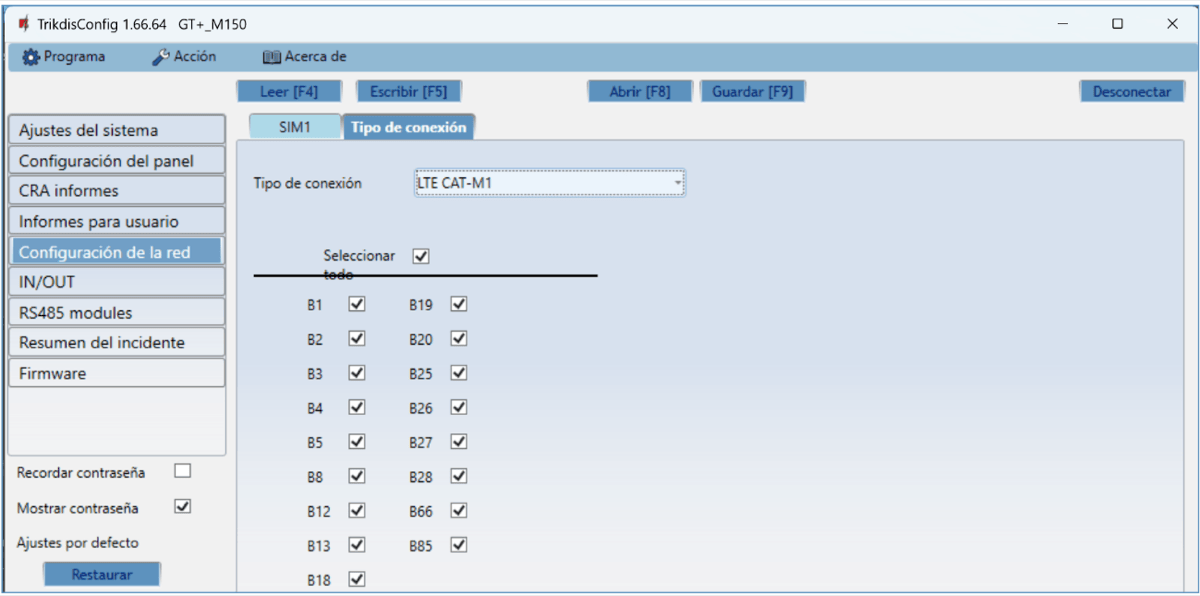 TrikdisConfig 1.66.64 GT+_M150
Programa Acción Acerca de
Leer [F4] Escribir [F5] Abrir [F8] Guardar [F9] Desconectar
Ajustes del sistema
Configuración del panel
CRA informes
Informes para usuario
Configuración de la red
IN/OUT
RS485 modules
Resumen del incidente
Firmware
Recordar contraseña
Mostrar contraseña
Ajustes por defecto
Restaurar
SIM1 Tipo de conexión
Tipo de conexión LTE CAT-M1
Seleccionar
todo
B1 B19
B2 B20
B3 B25
B4 B26
B5 B27
B8 B28
B12 B66
B13 B85
B18